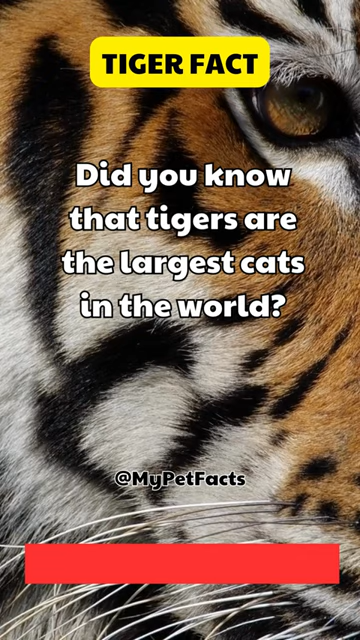 TIGER FACT
Did you know
that tigers are
the largest cats
in the world?
@MyPetFacts